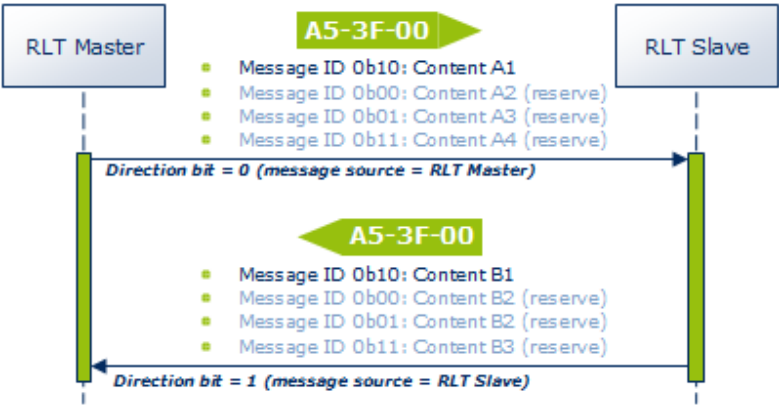 RLT Master
A5-3F-00
RLT Slave
Message ID 0b10: Content A1
Message ID 0b00: Content A2 (reserve)
Message ID 0b01: Content A3 (reserve)
Message ID 0b11: Content A4 (reserve)
Direction bit = 0 (message source = RLT Master)
A5-3F-00
Message ID 0b10: Content B1
Message ID 0b00: Content B2 (reserve)
Message ID 0b01: Content B2 (reserve)
Message ID 0b11: Content B3 (reserve)
Direction bit = 1 (message source = RLT Slave)